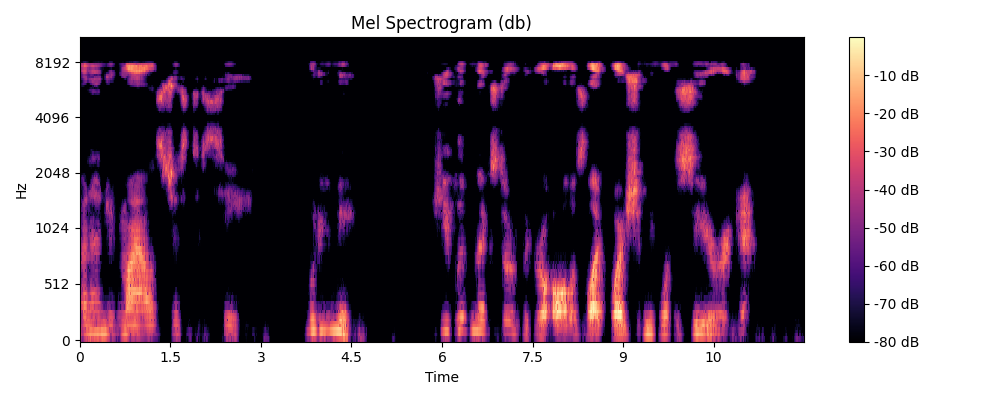 Mel Spectrogram (db)
8192
4096
2048
1024
512
0
Hz
0 1.5 3 4.5 6 7.5 9 10
Time
-10 dB
-20 dB
-30 dB
-40 dB
-50 dB
-60 dB
-70 dB
-80 dB